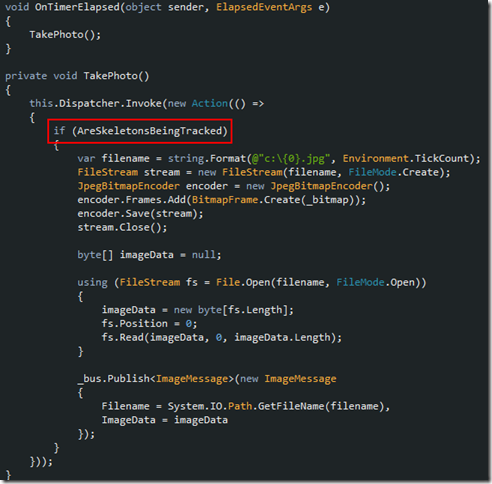 void OnTimerElapsed(object sender, ElapsedEventArgs e)
{
    TakePhoto();
}

private void TakePhoto()
{
    this.Dispatcher.Invoke(new Action(() =>
    {
        if (AreSkeletonsBeingTracked)
        {
            var filename = string.Format(@"c:\{0}.jpg", Environment.TickCount);
            FileStream stream = new FileStream(filename, FileMode.Create);
            JpegBitmapEncoder encoder = new JpegBitmapEncoder();
            encoder.Frames.Add(BitmapFrame.Create(_bitmap));
            encoder.Save(stream);
            stream.Close();

            byte[] imageData = null;

            using (FileStream fs = File.Open(filename, FileMode.Open))
            {
                imageData = new byte[fs.Length];
                fs.Position = 0;
                fs.Read(imageData, 0, imageData.Length);
            }

            _bus.Publish<ImageMessage>(new ImageMessage
            {
                Filename = System.IO.Path.GetFileName(filename),
                ImageData = imageData
            });
        }
    }));
}